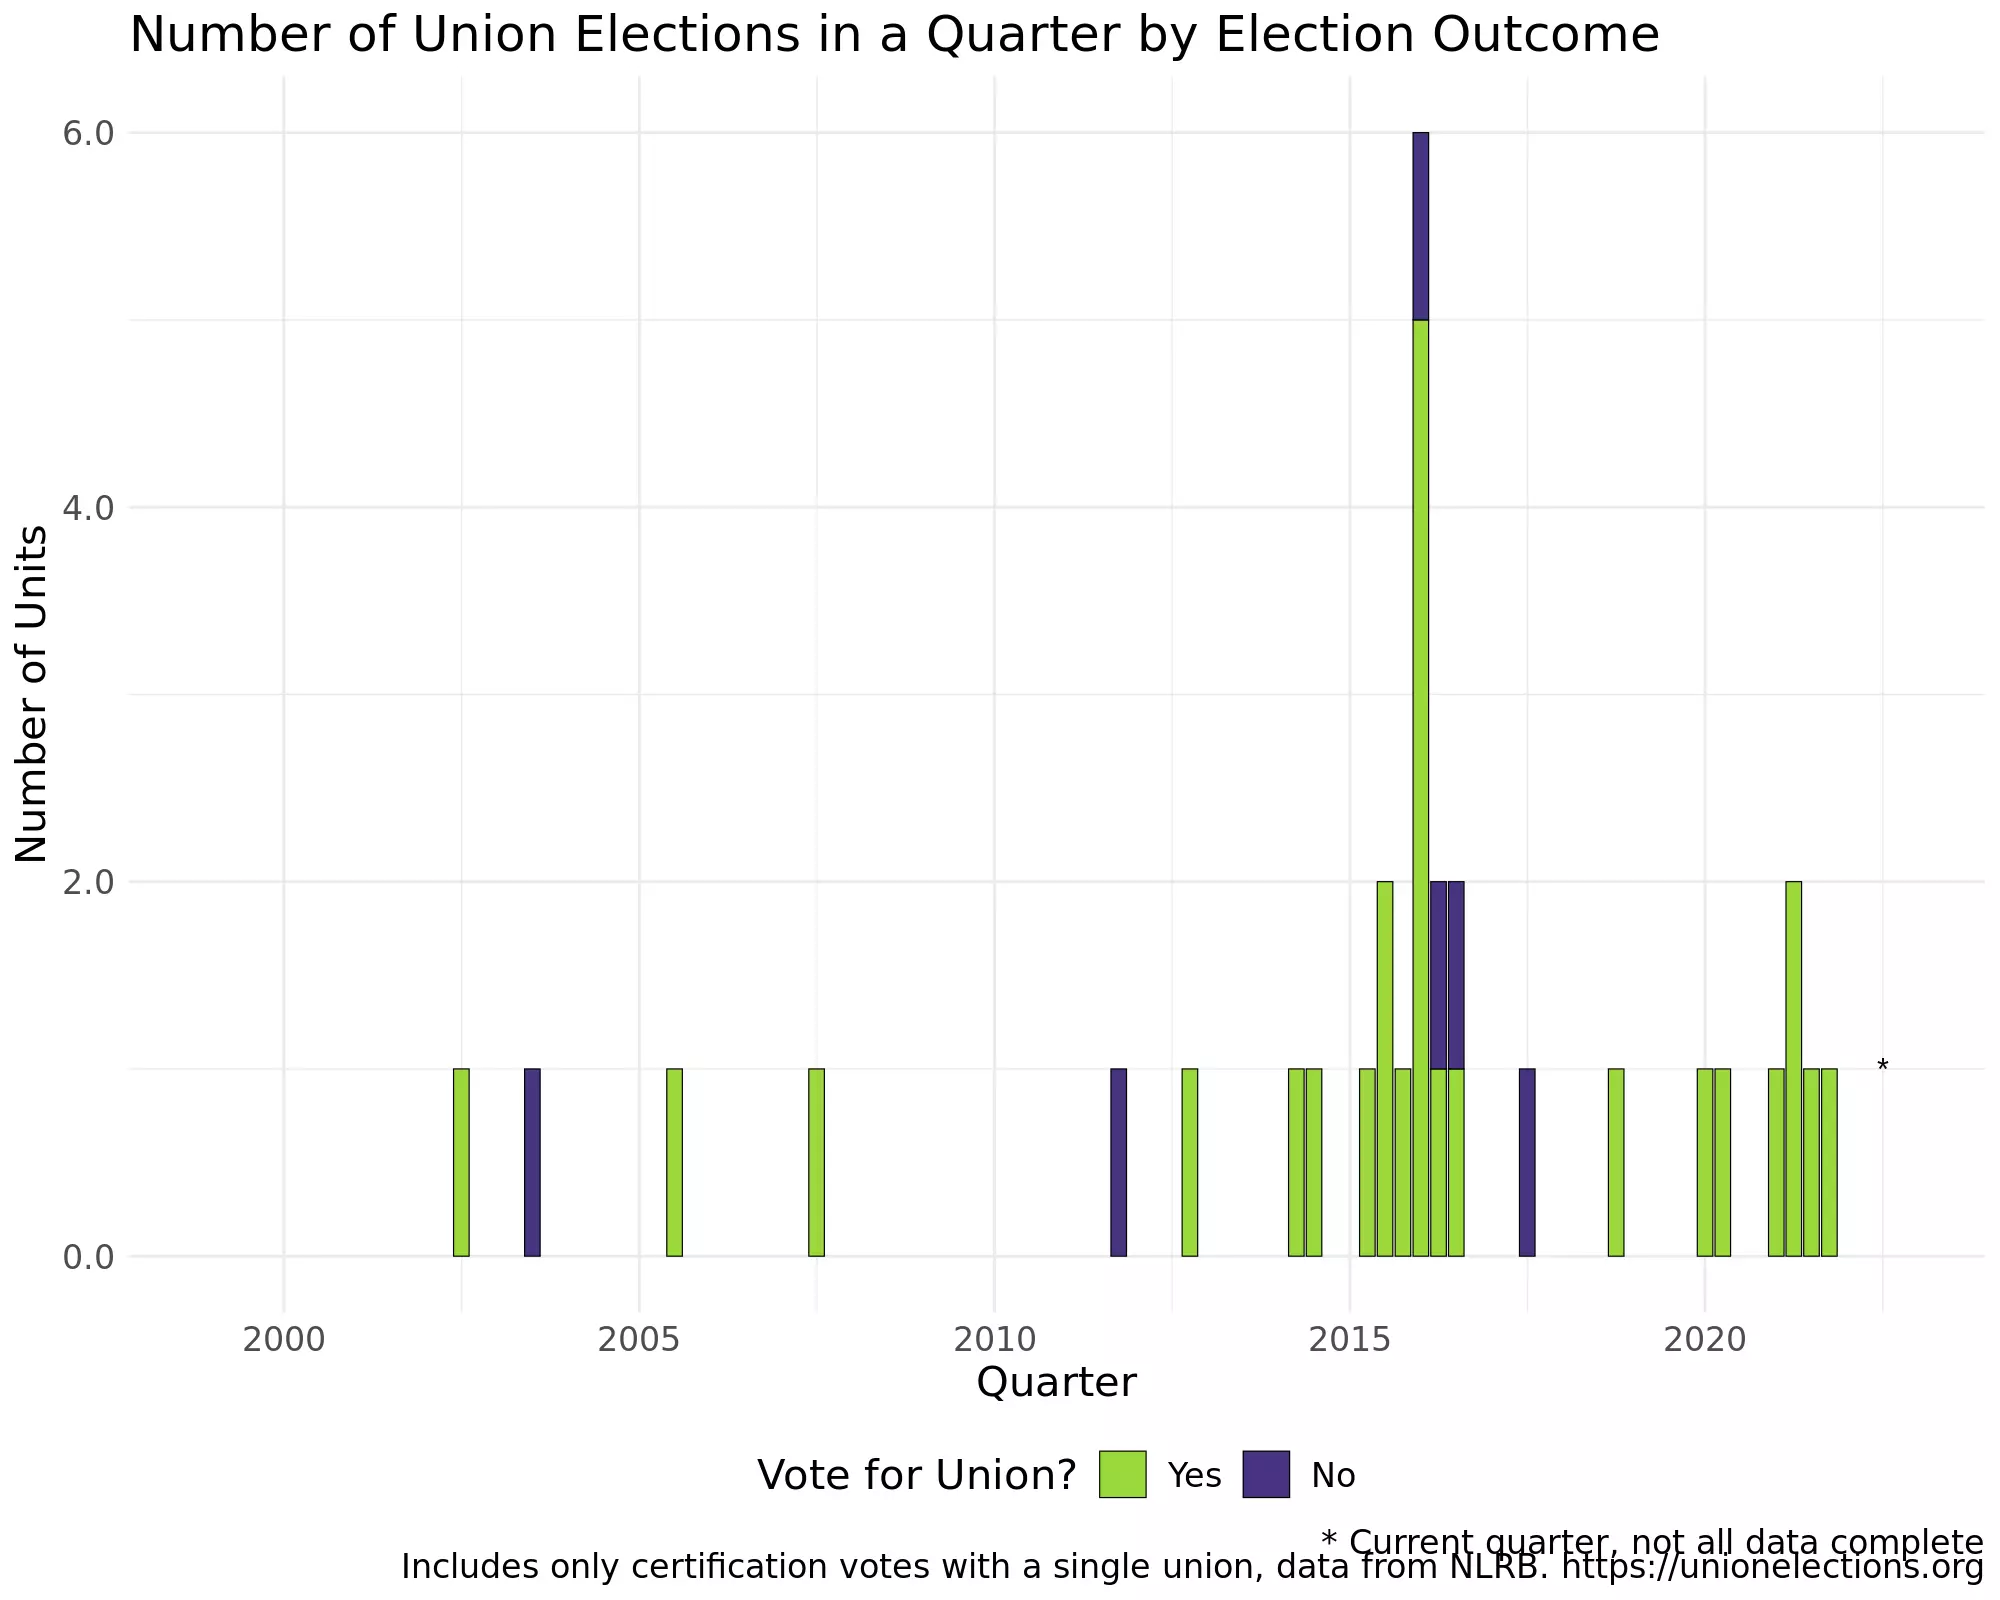 Number of Union Elections in a Quarter by Election Outcome
6.0
4.0
2.0
0.0
Number of Units
*
2000 2005 2010 2015 2020
Quarter
Vote for Union? Yes No
* Current quarter, not all data complete
Includes only certification votes with a single union, data from NLRB. https://unionelections.org